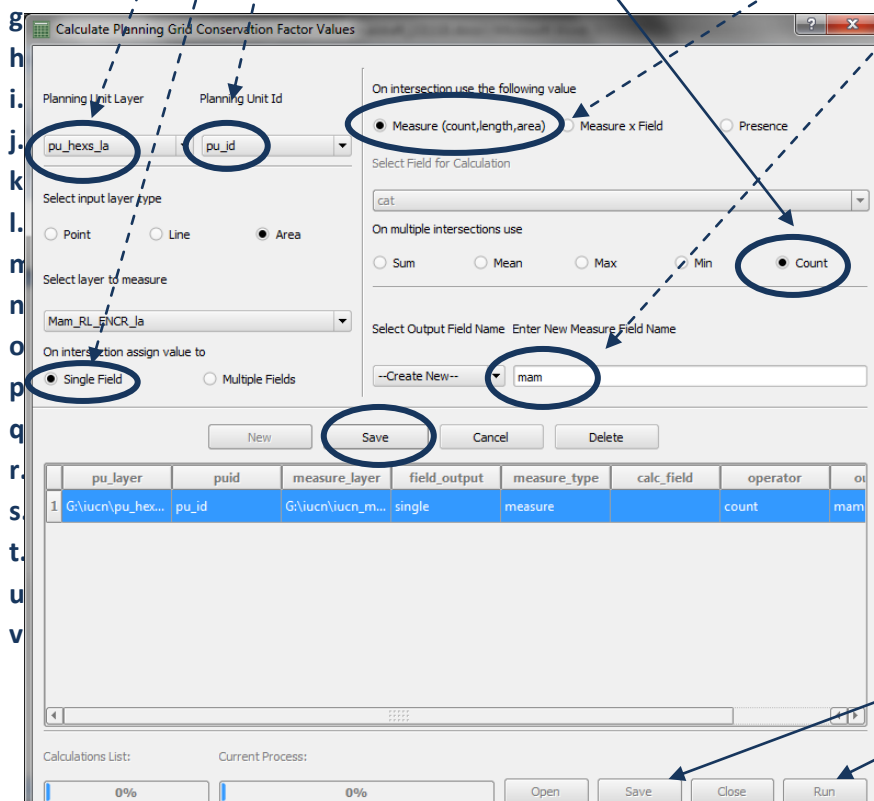 g
Calculate Planning Grid Conservation Factor Values
h
i.
Planning Unit Layer Planning Unit Id
j.
pu_hexs_la pu_id
k
Select input layer type
l.
Point Line Area
m
Select layer to measure
n
Mam_RL_ENCR_la
o
On intersection assign value to
p
Single Field Multiple Fields
On intersection use the following value
Measure (count,length,area) Measure x Field Presence
Select Field for Calculation
cat
On multiple intersections use
Sum Mean Max Min Count
Select Output Field Name Enter New Measure Field Name
--Create New-- mam
q
New Save Cancel Delete
r.
pu_layer puid measure_layer field_output measure_type calc_field operator ou
s.
1 G:\iucn\pu_hex... pu_id G:\iucn\iucn_m... single measure count mam
t.
u
v
Calculations List: Current Process:
0% 0% Open Save Close Run